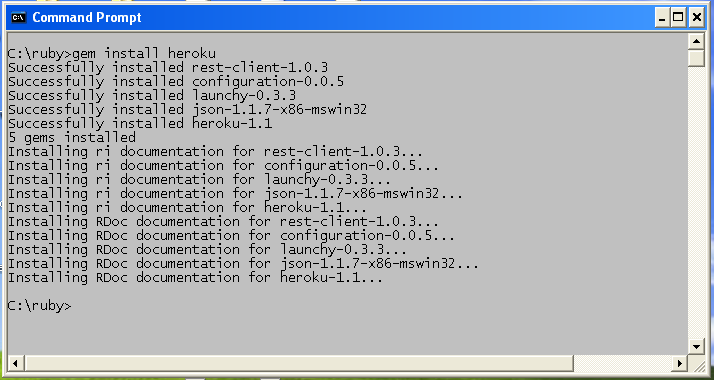 Command Prompt
C:\ruby>gem install heroku
Successfully installed rest-client-1.0.3
Successfully installed configuration-0.0.5
Successfully installed launchy-0.3.3
Successfully installed json-1.1.7-x86-mswin32
Successfully installed heroku-1.1
5 gems installed
Installing ri documentation for rest-client-1.0.3...
Installing ri documentation for configuration-0.0.5...
Installing ri documentation for launchy-0.3.3...
Installing ri documentation for json-1.1.7-x86-mswin32...
Installing ri documentation for heroku-1.1...
Installing RDoc documentation for rest-client-1.0.3...
Installing RDoc documentation for configuration-0.0.5...
Installing RDoc documentation for launchy-0.3.3...
Installing RDoc documentation for json-1.1.7-x86-mswin32...
Installing RDoc documentation for heroku-1.1...
C:\ruby>